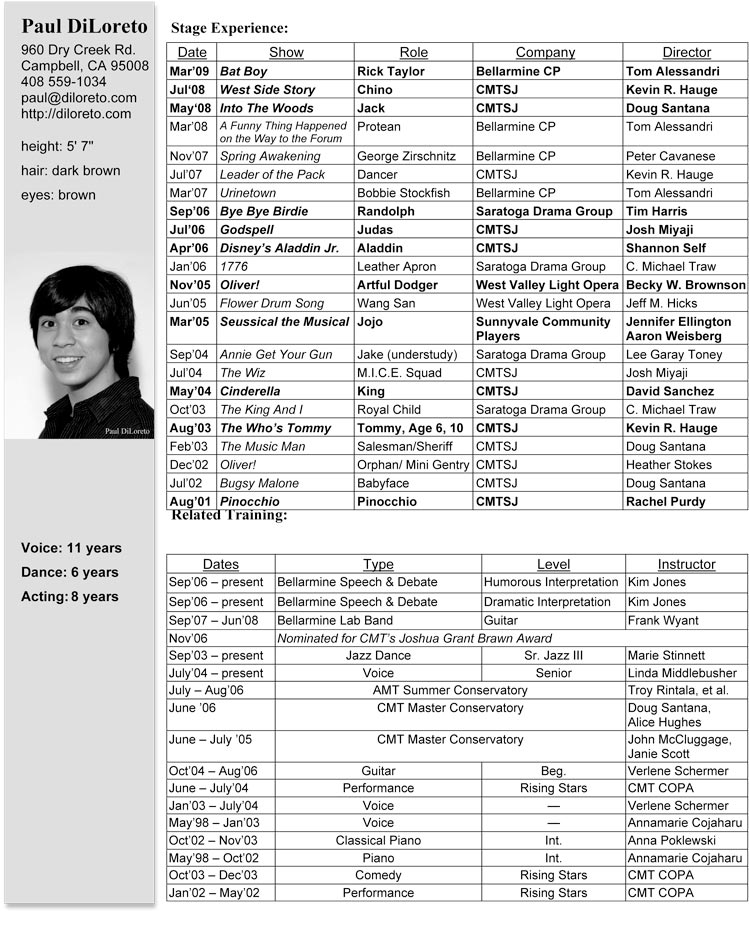 Paul DiLoreto
960 Dry Creek Rd.
Campbell, CA 95008
408 559-1034
paul@diloreto.com
http://diloreto.com
height: 5' 7"
hair: dark brown
eyes: brown
Paul DiLoreto
Voice: 11 years
Dance: 6 years
Acting: 8 years
Stage Experience:
Date Show Role Company Director
Mar’09 Bat Boy Rick Taylor Bellarmine CP Tom Alessandri
Jul‘08 West Side Story Chino CMTSJ Kevin R. Hauge
May‘08 Into The Woods Jack CMTSJ Doug Santana
Mar’08 A Funny Thing Happened on the Way to the Forum Protean Bellarmine CP Tom Alessandri
Nov’07 Spring Awakening George Zirschnitz Bellarmine CP Peter Cavanese
Jul’07 Leader of the Pack Dancer CMTSJ Kevin R. Hauge
Mar’07 Urinetown Bobbie Stockfish Bellarmine CP Tom Alessandri
Sep’06 Bye Bye Birdie Randolph Saratoga Drama Group Tim Harris
Jul’06 Godspell Judas CMTSJ Josh Miyaji
Apr’06 Disney’s Aladdin Jr. Aladdin CMTSJ Shannon Self
Jan’06 1776 Leather Apron Saratoga Drama Group C. Michael Traw
Nov’05 Oliver! Artful Dodger West Valley Light Opera Becky W. Brownson
Jun’05 Flower Drum Song Wang San West Valley Light Opera Jeff M. Hicks
Mar’05 Seussical the Musical Jojo Sunnyvale Community Players Jennifer Ellington Aaron Weisberg
Sep’04 Annie Get Your Gun Jake (understudy) Saratoga Drama Group Lee Garay Toney
Jul’04 The Wiz M.I.C.E. Squad CMTSJ Josh Miyaji
May’04 Cinderella King CMTSJ David Sanchez
Oct’03 The King And I Royal Child Saratoga Drama Group C. Michael Traw
Aug’03 The Who’s Tommy Tommy, Age 6, 10 CMTSJ Kevin R. Hauge
Feb’03 The Music Man Salesman/Sheriff CMTSJ Doug Santana
Dec’02 Oliver! Orphan/ Mini Gentry CMTSJ Heather Stokes
Jul’02 Bugsy Malone Babyface CMTSJ Doug Santana
Aug’01 Pinocchio Pinocchio CMTSJ Rachel Purdy
Related Training:
Dates Type Level Instructor
Sep’06 – present Bellarmine Speech & Debate Humorous Interpretation Kim Jones
Sep’06 – present Bellarmine Speech & Debate Dramatic Interpretation Kim Jones
Sep’07 – Jun’08 Bellarmine Lab Band Guitar Frank Wyant
Nov’06 Nominated for CMT’s Joshua Grant Brawn Award
Sep’03 – present Jazz Dance Sr. Jazz III Marie Stinnett
July’04 – present Voice Senior Linda Middlebusher
July – Aug’06 AMT Summer Conservatory Troy Rintala, et al.
June ’06 CMT Master Conservatory Doug Santana, Alice Hughes
June – July ’05 CMT Master Conservatory John McCluggage, Janie Scott
Oct’04 – Aug’06 Guitar Beg. Verlene Schermer
June – July’04 Performance Rising Stars CMT COPA
Jan’03 – July’04 Voice — Verlene Schermer
May’98 – Jan’03 Voice — Annamarie Cojaharu
Oct’02 – Nov’03 Classical Piano Int. Anna Poklewski
May’98 – Oct’02 Piano Int. Annamarie Cojaharu
Oct’03 – Dec’03 Comedy Rising Stars CMT COPA
Jan’02 – May’02 Performance Rising Stars CMT COPA